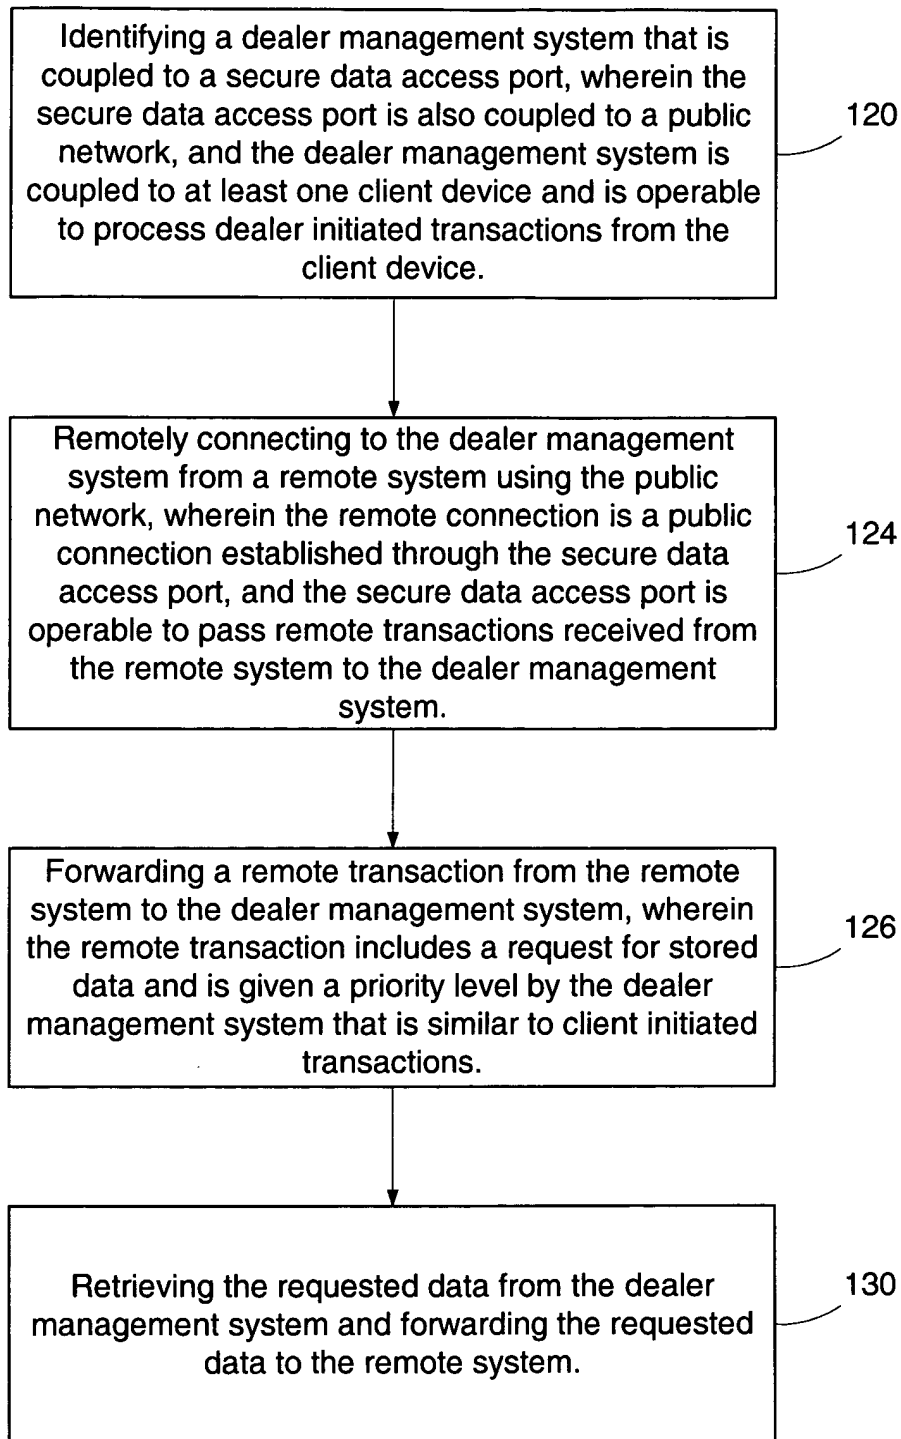 Identifying a dealer management system that is
coupled to a secure data access port, wherein the
secure data access port is also coupled to a public
network, and the dealer management system is
coupled to at least one client device and is operable
to process dealer initiated transactions from the
client device.
120
Remotely connecting to the dealer management
system from a remote system using the public
network, wherein the remote connection is a public
connection established through the secure data
access port, and the secure data access port is
operable to pass remote transactions received from
the remote system to the dealer management
system.
124
Forwarding a remote transaction from the remote
system to the dealer management system, wherein
the remote transaction includes a request for stored
data and is given a priority level by the dealer
management system that is similar to client initiated
transactions.
126
Retrieving the requested data from the dealer
management system and forwarding the requested
data to the remote system.
130